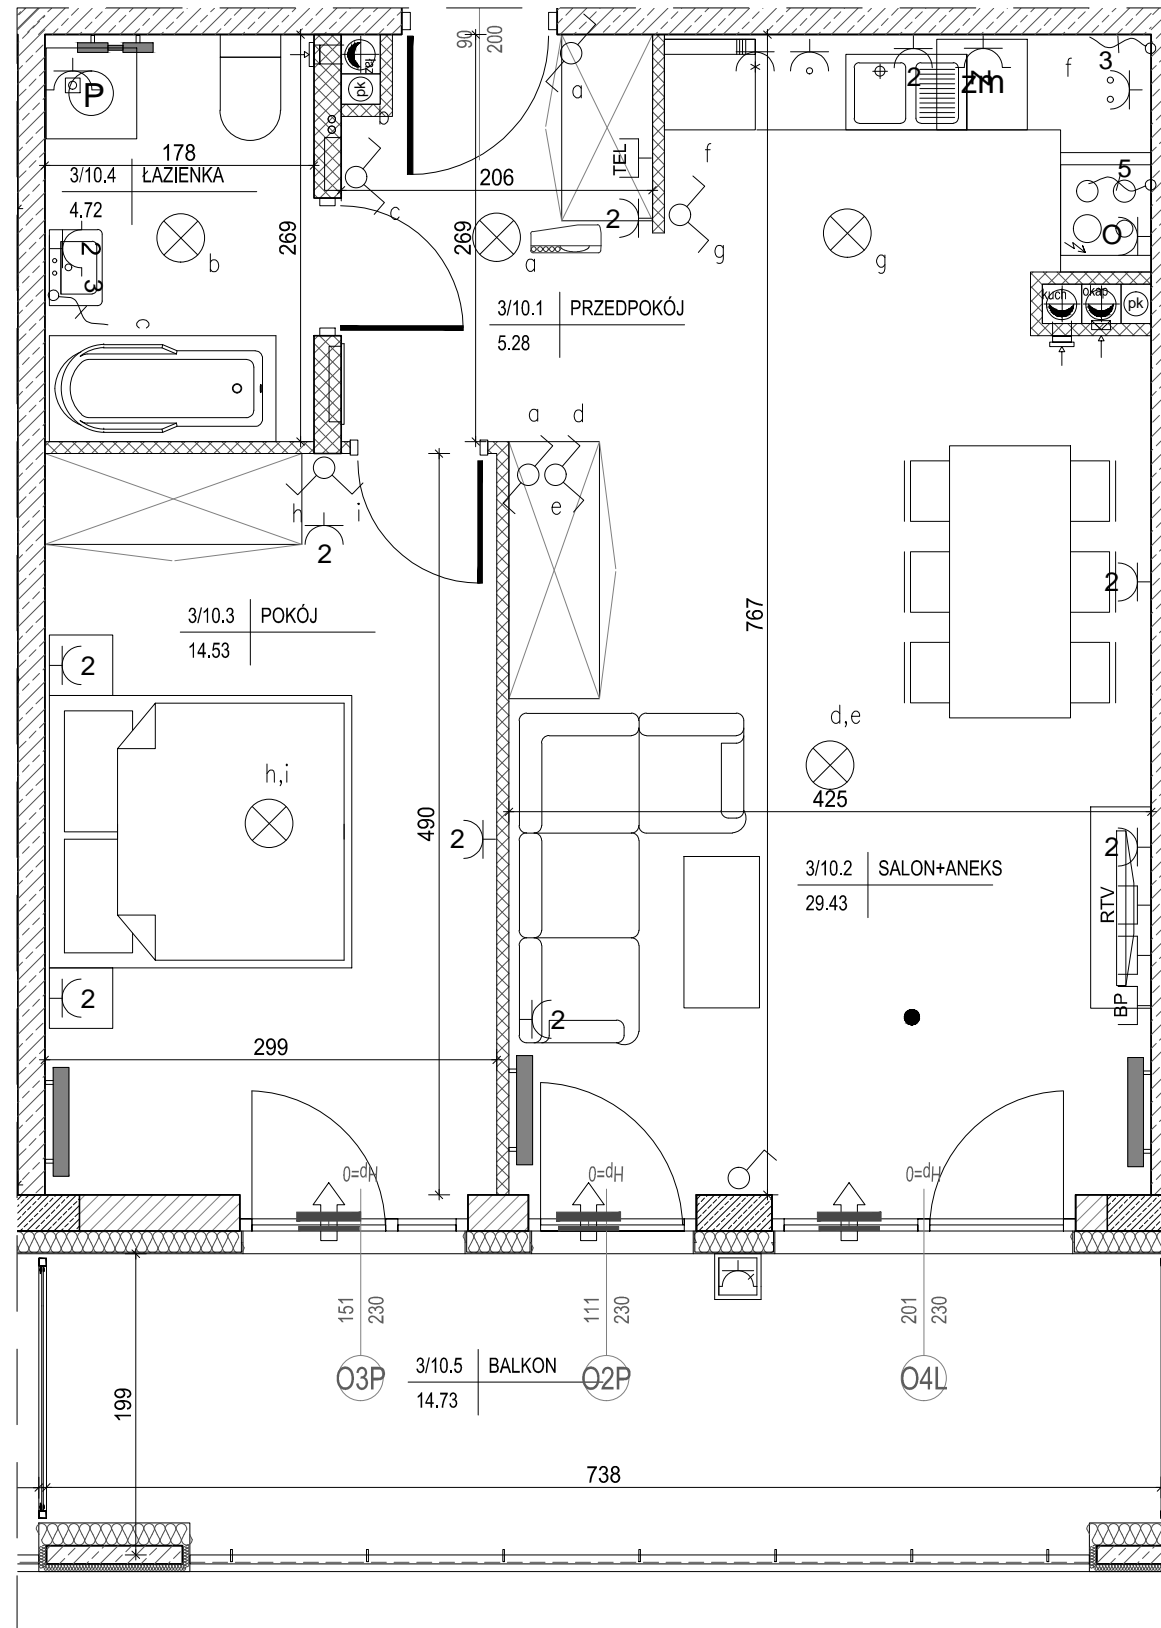 90
200
P
pk
a
b
2
zm
f
3
178
3/10.4 ŁAZIENKA
4.72
TEL
f
206
5
c
2
269
269
2
3
b
a
g
g
O
c
3/10.1 PRZEDPOKÓJ
5.28
kuch
okap
pk
a
d
e
h
i
2
2
3/10.3 POKÓJ
14.53
767
2
d,e
h,i
425
490
2
2
3/10.2 SALON+ANEKS
29.43
RTV
BP
2
2
299
Hp=0
Hp=0
Hp=0
151
230
111
230
201
230
O3P
3/10.5 BALKON
14.73
O2P
O4L
199
738